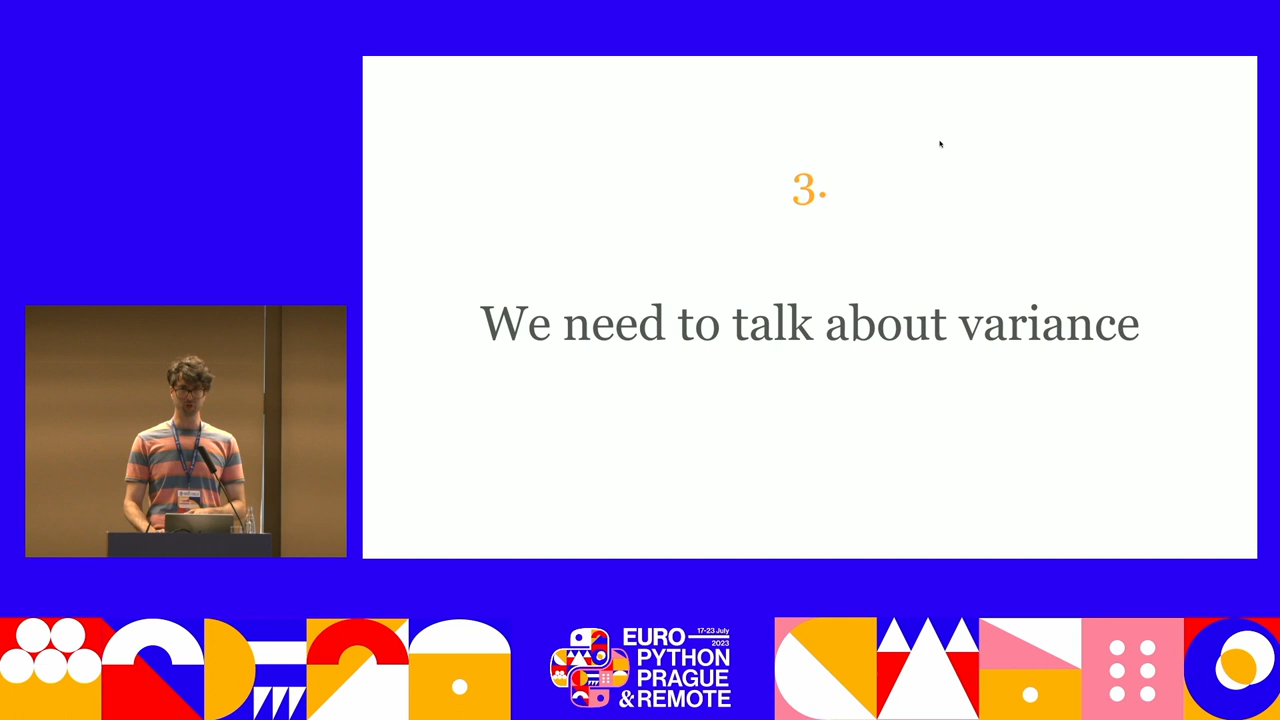 3.
We need to talk about variance
EURO
17-23 July
2023
PYTHON
PRAGUE
& REMOTE